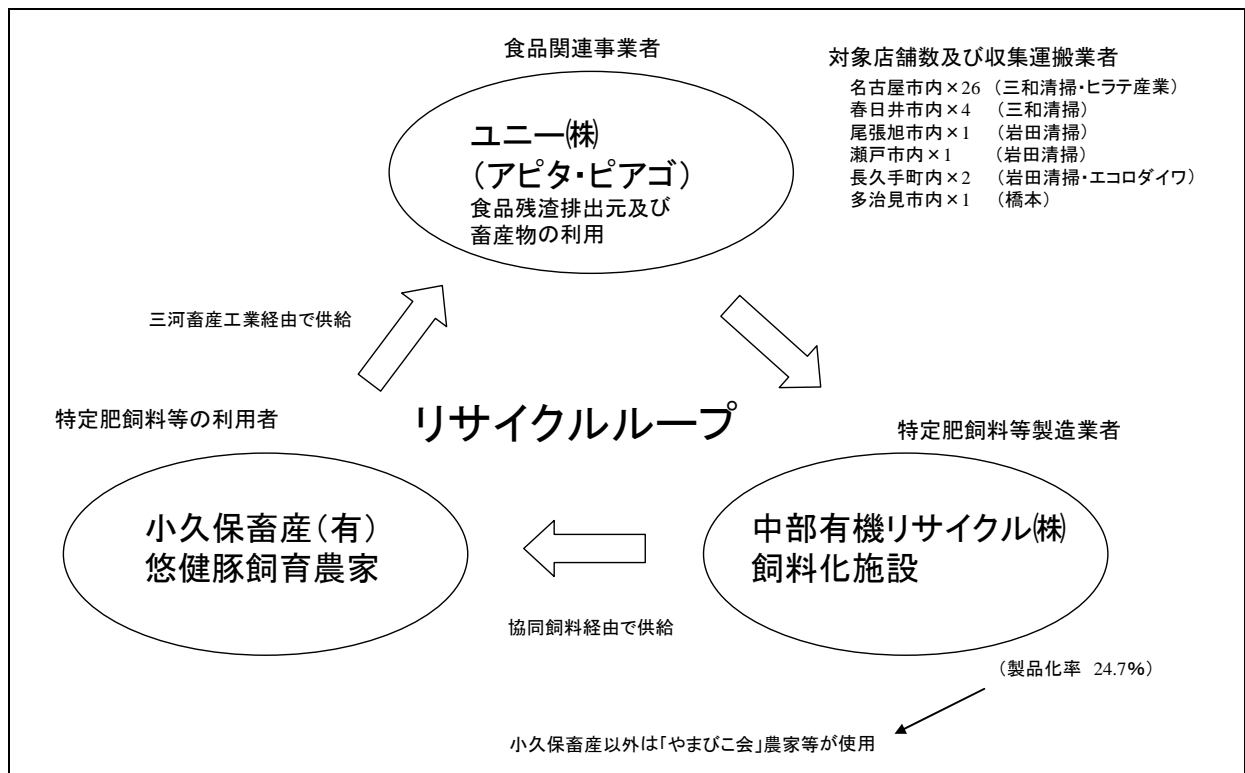 食品関連事業者
ユニー㈱
（アピタ・ピアゴ）
食品残渣排出元及び
畜産物の利用
対象店舗数及び収集運搬業者
名古屋市内×26 （三和清掃・ヒラテ産業）
春日井市内×4 （三和清掃）
尾張旭市内×1 （岩田清掃）
瀬戸市内×1 （岩田清掃）
長久手町内×2 （岩田清掃・エコロダイワ）
多治見市内×1 （橋本）
三河畜産工業経由で供給
リサイクルループ
特定肥飼料等の利用者
小久保畜産（有）
悠健豚飼育農家
特定肥飼料等製造業者
中部有機リサイクル㈱
飼料化施設
協同飼料経由で供給
（製品化率 24.7％）
小久保畜産以外は「やまびこ会」農家等が使用